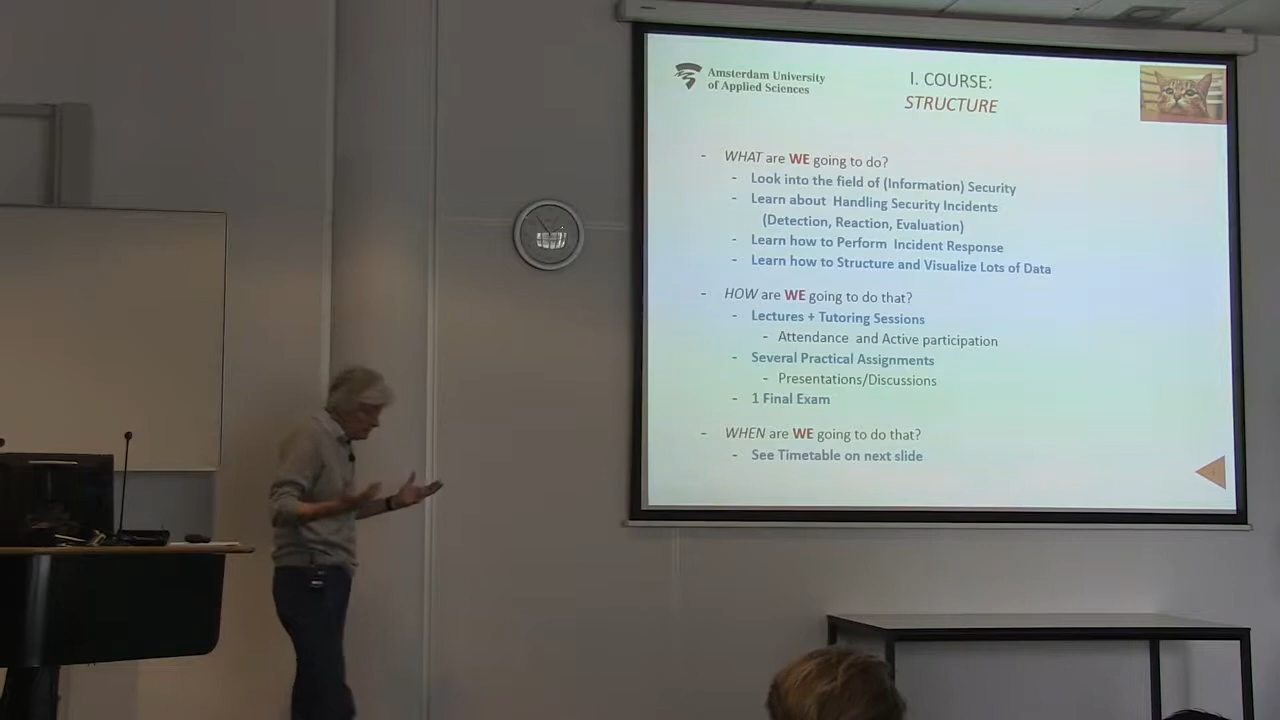 Amsterdam University
of Applied Sciences
I. COURSE:
STRUCTURE
- WHAT are WE going to do?
- Look into the field of (Information) Security
- Learn about Handling Security Incidents
(Detection, Reaction, Evaluation)
- Learn how to Perform Incident Response
- Learn how to Structure and Visualize Lots of Data
- HOW are WE going to do that?
- Lectures + Tutoring Sessions
- Attendance and Active participation
- Several Practical Assignments
- Presentations/Discussions
- 1 Final Exam
- WHEN are WE going to do that?
- See Timetable on next slide